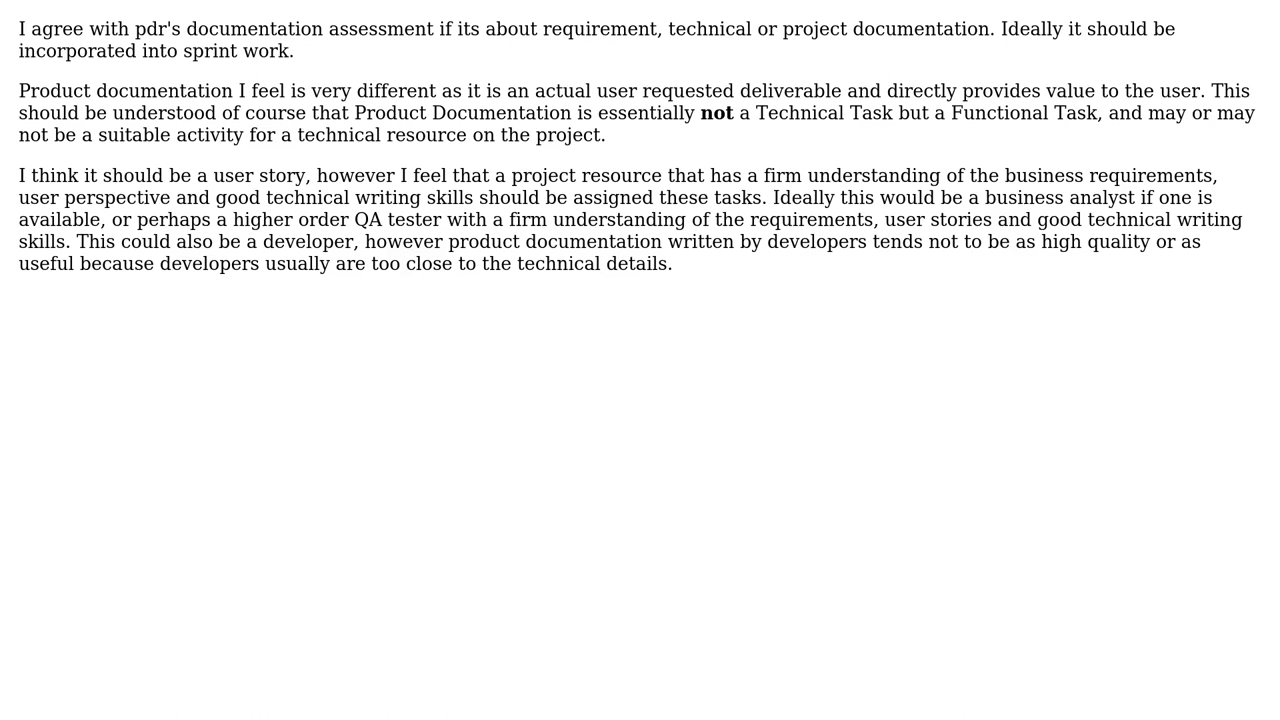 I agree with pdr's documentation assessment if its about requirement, technical or project documentation. Ideally it should be
incorporated into sprint work.
Product documentation I feel is very different as it is an actual user requested deliverable and directly provides value to the user. This
should be understood of course that Product Documentation is essentially not a Technical Task but a Functional Task, and may or may
not be a suitable activity for a technical resource on the project.
I think it should be a user story, however I feel that a project resource that has a firm understanding of the business requirements,
user perspective and good technical writing skills should be assigned these tasks. Ideally this would be a business analyst if one is
available, or perhaps a higher order QA tester with a firm understanding of the requirements, user stories and good technical writing
skills. This could also be a developer, however product documentation written by developers tends not to be as high quality or as
useful because developers usually are too close to the technical details.